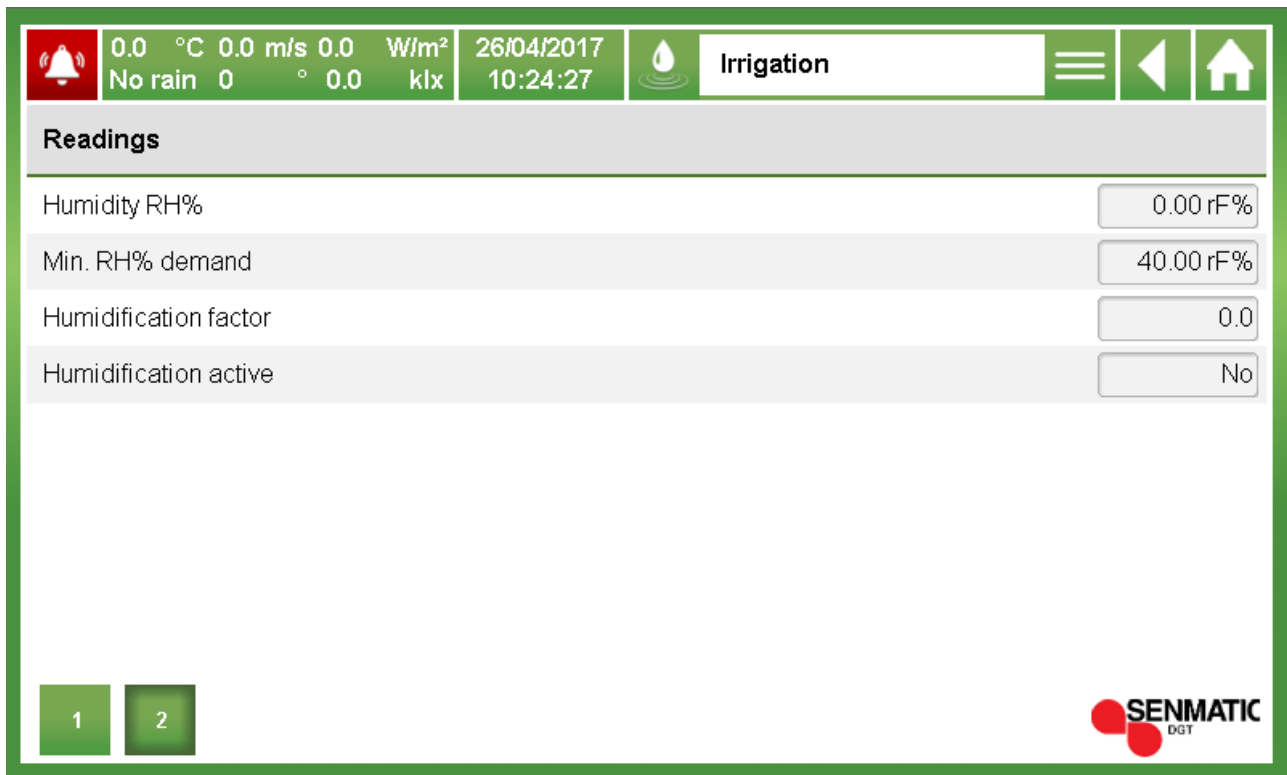 0.0 °C 0.0 m/s 0.0 W/m²
No rain 0 ° 0.0 klx
26/04/2017
10:24:27
Irrigation
Readings
Humidity RH% 0.00 rF%
Min. RH% demand 40.00 rF%
Humidification factor 0.0
Humidification active No
1 2
SENMATIC
DGT